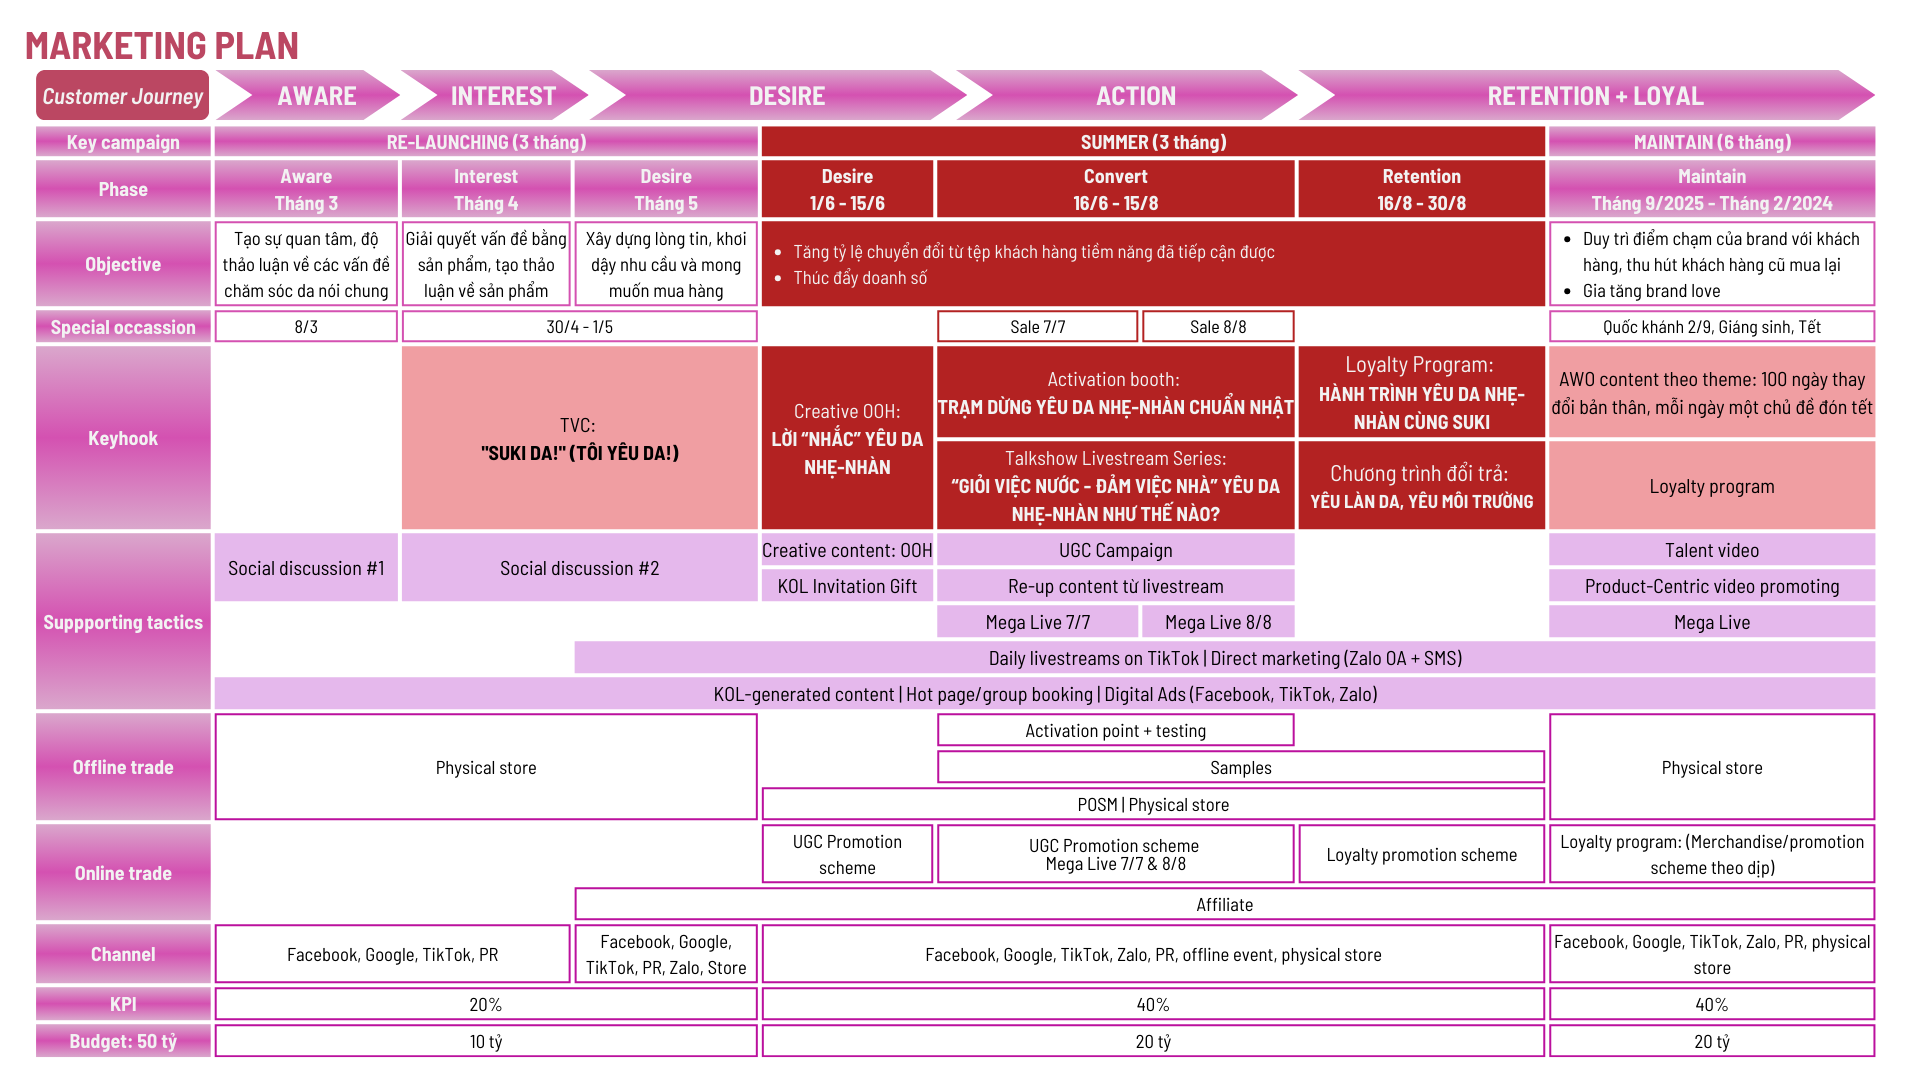 MARKETING PLAN
Customer Journey
AWARE
INTEREST
DESIRE
ACTION
RETENTION + LOYAL
Key campaign
RE-LAUNCHING (3 tháng)
SUMMER (3 tháng)
MAINTAIN (6 tháng)
Phase
Aware
Tháng 3
Interest
Tháng 4
Desire
Tháng 5
Desire
1/6 - 15/6
Convert
16/6 - 15/8
Retention
16/8 - 30/8
Maintain
Tháng 9/2025 - Tháng 2/2024
Objective
Tạo sự quan tâm, độ
thảo luận về các vấn đề
chăm sóc da nói chung
Giải quyết vấn đề bằng
sản phẩm, tạo thảo
luận về sản phẩm
Xây dựng lòng tin, khơi
dậy nhu cầu và mong
muốn mua hàng
• Tăng tỷ lệ chuyển đổi từ tệp khách hàng tiềm năng đã tiếp cận được
• Thúc đẩy doanh số
• Duy trì điểm chạm của brand với khách
hàng, thu hút khách hàng cũ mua lại
• Gia tăng brand love
Special occassion
8/3
30/4 - 1/5
Sale 7/7
Sale 8/8
Quốc khánh 2/9, Giáng sinh, Tết
Keyhook
TVC:
"SUKI DA!" (TÔI YÊU DA!)
Creative OOH:
LỜI “NHẮC” YÊU DA
NHẸ-NHÀN
Activation booth:
TRẠM DỪNG YÊU DA NHẸ-NHÀN CHUẨN NHẬT
Talkshow Livestream Series:
“GIỎI VIỆC NƯỚC - ĐẢM VIỆC NHÀ” YÊU DA
NHẸ-NHÀN NHƯ THẾ NÀO?
Loyalty Program:
HÀNH TRÌNH YÊU DA NHẸ-
NHÀN CÙNG SUKI
Chương trình đổi trả:
YÊU LÀN DA, YÊU MÔI TRƯỜNG
AWO content theo theme: 100 ngày thay
đổi bản thân, mỗi ngày một chủ đề đón tết
Loyalty program
Suppporting tactics
Social discussion #1
Social discussion #2
Creative content: OOH
KOL Invitation Gift
UGC Campaign
Re-up content từ livestream
Mega Live 7/7
Mega Live 8/8
Talent video
Product-Centric video promoting
Mega Live
Daily livestreams on TikTok | Direct marketing (Zalo OA + SMS)
KOL-generated content | Hot page/group booking | Digital Ads (Facebook, TikTok, Zalo)
Offline trade
Physical store
Activation point + testing
Samples
POSM | Physical store
Physical store
Online trade
UGC Promotion
scheme
UGC Promotion scheme
Mega Live 7/7 & 8/8
Loyalty promotion scheme
Loyalty program: (Merchandise/promotion
scheme theo dịp)
Affiliate
Channel
Facebook, Google, TikTok, PR
Facebook, Google,
TikTok, PR, Zalo, Store
Facebook, Google, TikTok, Zalo, PR, offline event, physical store
Facebook, Google, TikTok, Zalo, PR, physical
store
KPI
20%
40%
40%
Budget: 50 tỷ
10 tỷ
20 tỷ
20 tỷ